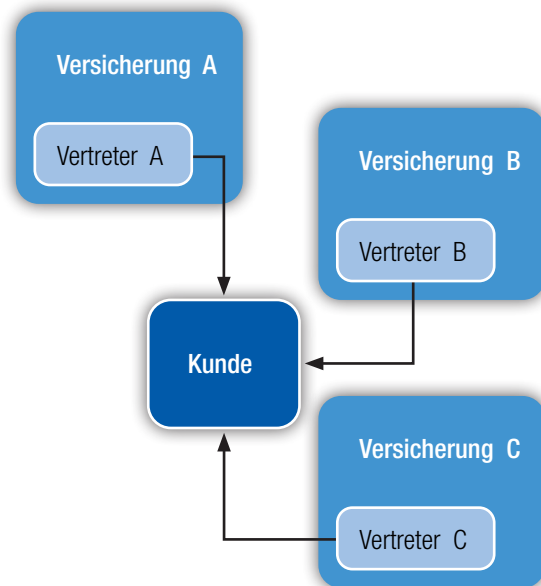 Versicherung A
Vertreter A
Versicherung B
Vertreter B
Kunde
Versicherung C
Vertreter C